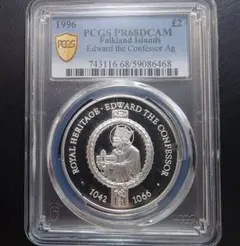 1996 £2
PCGS PR68DCAM
Falkland Islands
Edward the Confessor Ag
743116.68/59086468
PCGS
ROYAL HERITAGE · EDWARD THE CONFESSOR
1042 1066